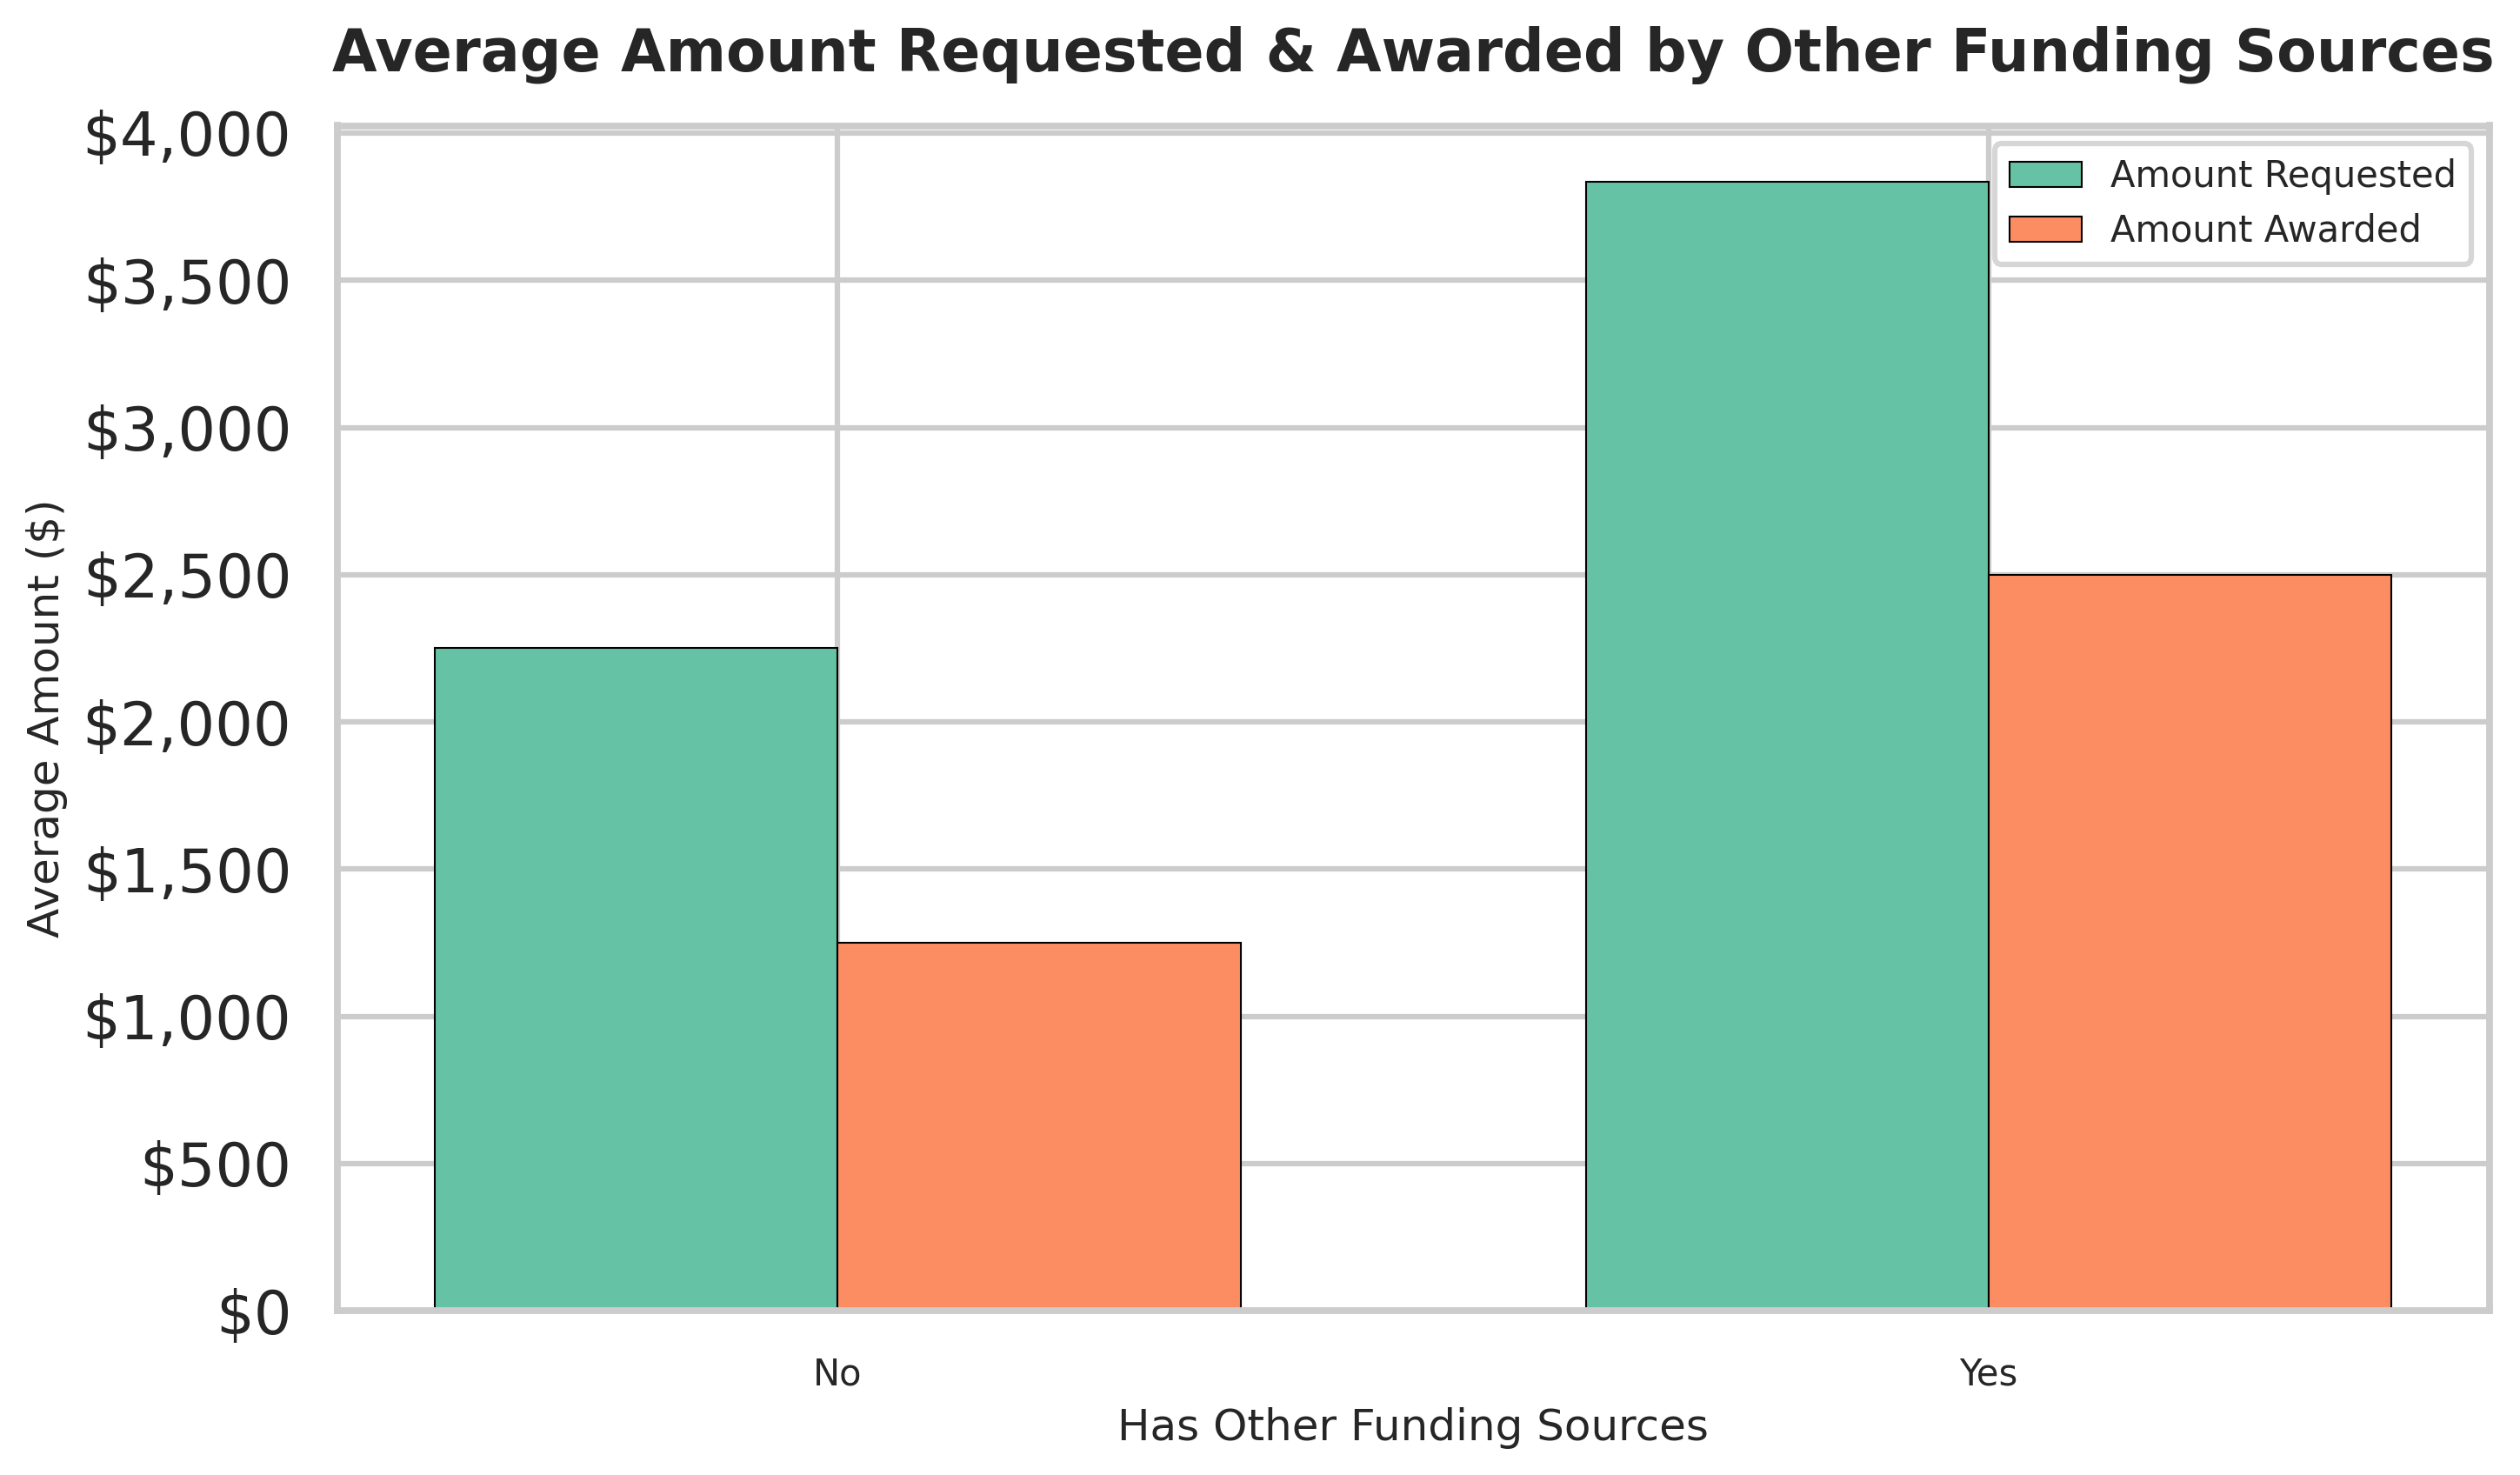 Average Amount Requested & Awarded by Other Funding Sources
$4,000
$3,500
$3,000
$2,500
$2,000
$1,500
$1,000
$500
$0
Average Amount ($)
Amount Requested
Amount Awarded
No
Yes
Has Other Funding Sources